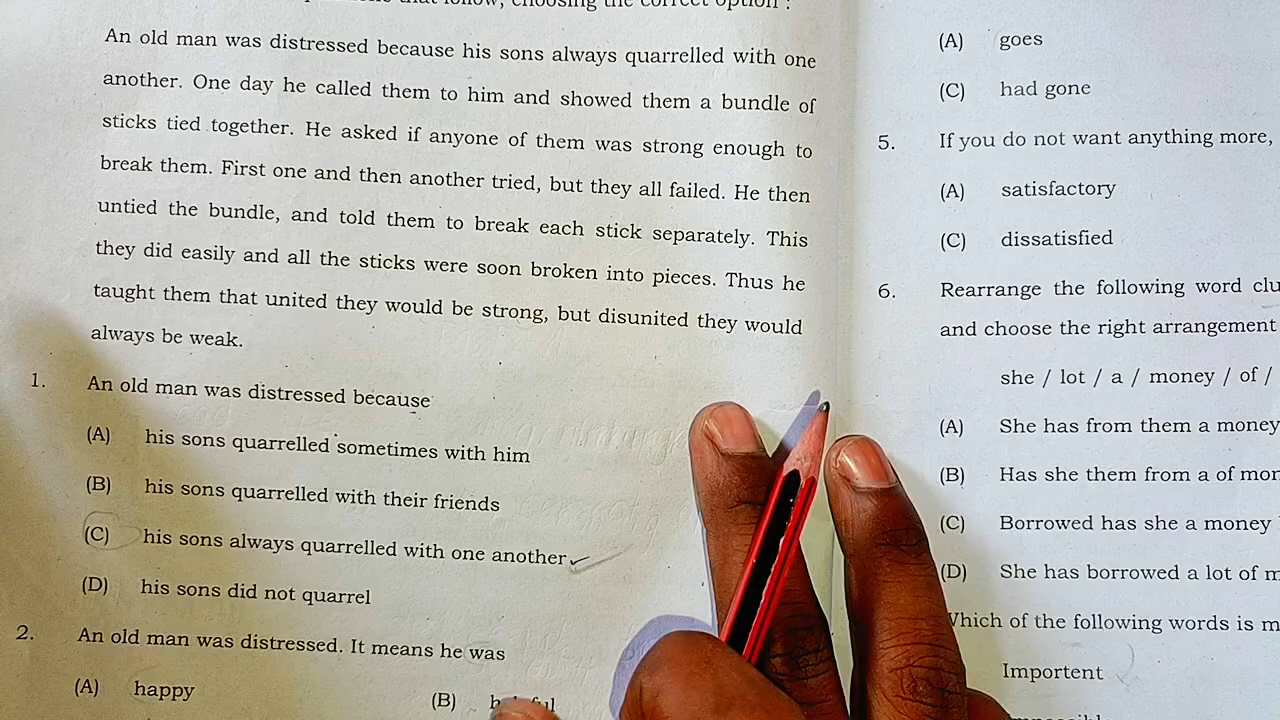 that follow, choosing the correct option :
An old man was distressed because his sons always quarrelled with one
another. One day he called them to him and showed them a bundle of
sticks tied together. He asked if anyone of them was strong enough to
break them. First one and then another tried, but they all failed. He then
untied the bundle, and told them to break each stick separately. This
they did easily and all the sticks were soon broken into pieces. Thus he
taught them that united they would be strong, but disunited they would
always be weak.
1. An old man was distressed because
(A) his sons quarrelled sometimes with him
(B) his sons quarrelled with their friends
(C) his sons always quarrelled with one another
(D) his sons did not quarrel
2. An old man was distressed. It means he was
(A) happy
(B)
(A) goes
(C) had gone
5. If you do not want anything more,
(A) satisfactory
(C) dissatisfied
6. Rearrange the following word clu
and choose the right arrangement
she / lot / a / money / of /
(A) She has from them a money
(B) Has she them from a of mor
(C) Borrowed has she a money
(D) She has borrowed a lot of m
Which of the following words is m
Importent